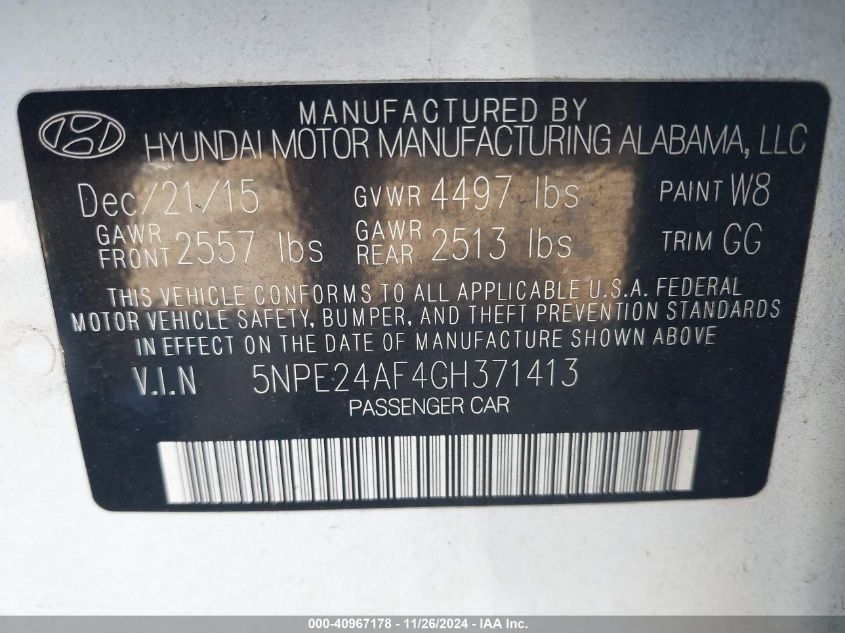 MANUFACTURED BY
HYUNDAI MOTOR MANUFACTURING ALABAMA, LLC
Dec/21/15 GVWR 4497 lbs PAINT W8
GAWR FRONT 2557 lbs GAWR REAR 2513 lbs TRIM GG
THIS VEHICLE CONFORMS TO ALL APPLICABLE U.S.A. FEDERAL
MOTOR VEHICLE SAFETY, BUMPER, AND THEFT PREVENTION STANDARDS
IN EFFECT ON THE DATE OF MANUFACTURE SHOWN ABOVE
V.I.N 5NPE24AF4GH371413
PASSENGER CAR
000-40967178 - 11/26/2024 - IAA Inc.